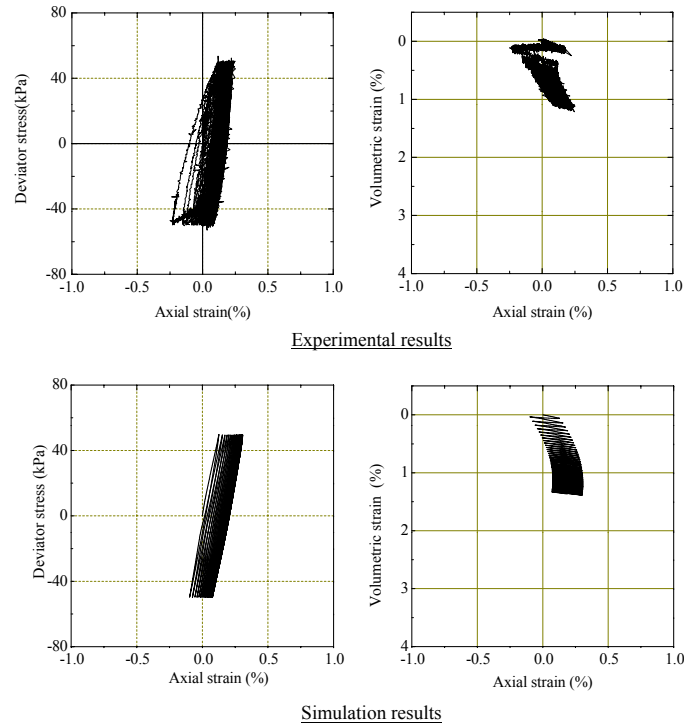 80
40
0
-40
-80
Deviator stress(kPa)
-1.0 -0.5 0.0 0.5 1.0
Axial strain(%)
0
1
2
3
4
Volumetric strain (%)
-1.0 -0.5 0.0 0.5 1.0
Axial strain (%)
Experimental results
80
40
0
-40
-80
Deviator stress (kPa)
-1.0 -0.5 0.0 0.5 1.0
Axial strain (%)
0
1
2
3
4
Volumetric strain (%)
-1.0 -0.5 0.0 0.5 1.0
Axial strain (%)
Simulation results